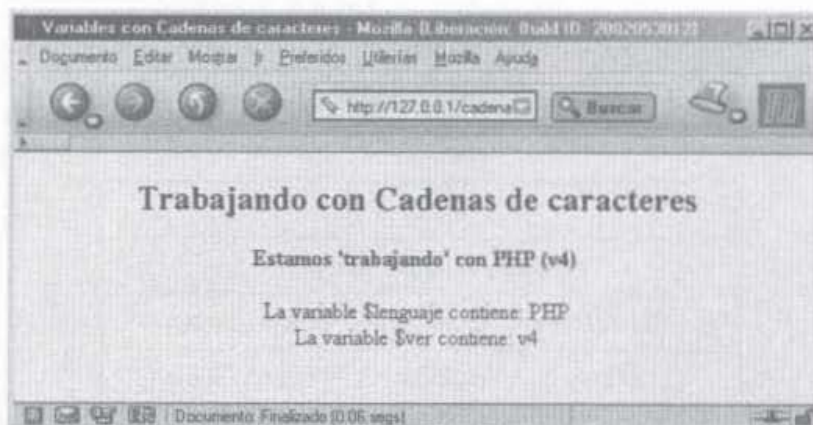 Variables con Cadenas de caracteres - Mozilla {Liberación: Build ID: 2002053012}
Documento Editar Mostrar Ir Preferidos Utilerías Mozilla Ayuda
http://127.0.0.1/cadena
Buscar
Trabajando con Cadenas de caracteres
Estamos 'trabajando' con PHP (v4)
La variable $lenguaje contiene: PHP
La variable $ver contiene: v4
Documento: Finalizado (0.06 segs)